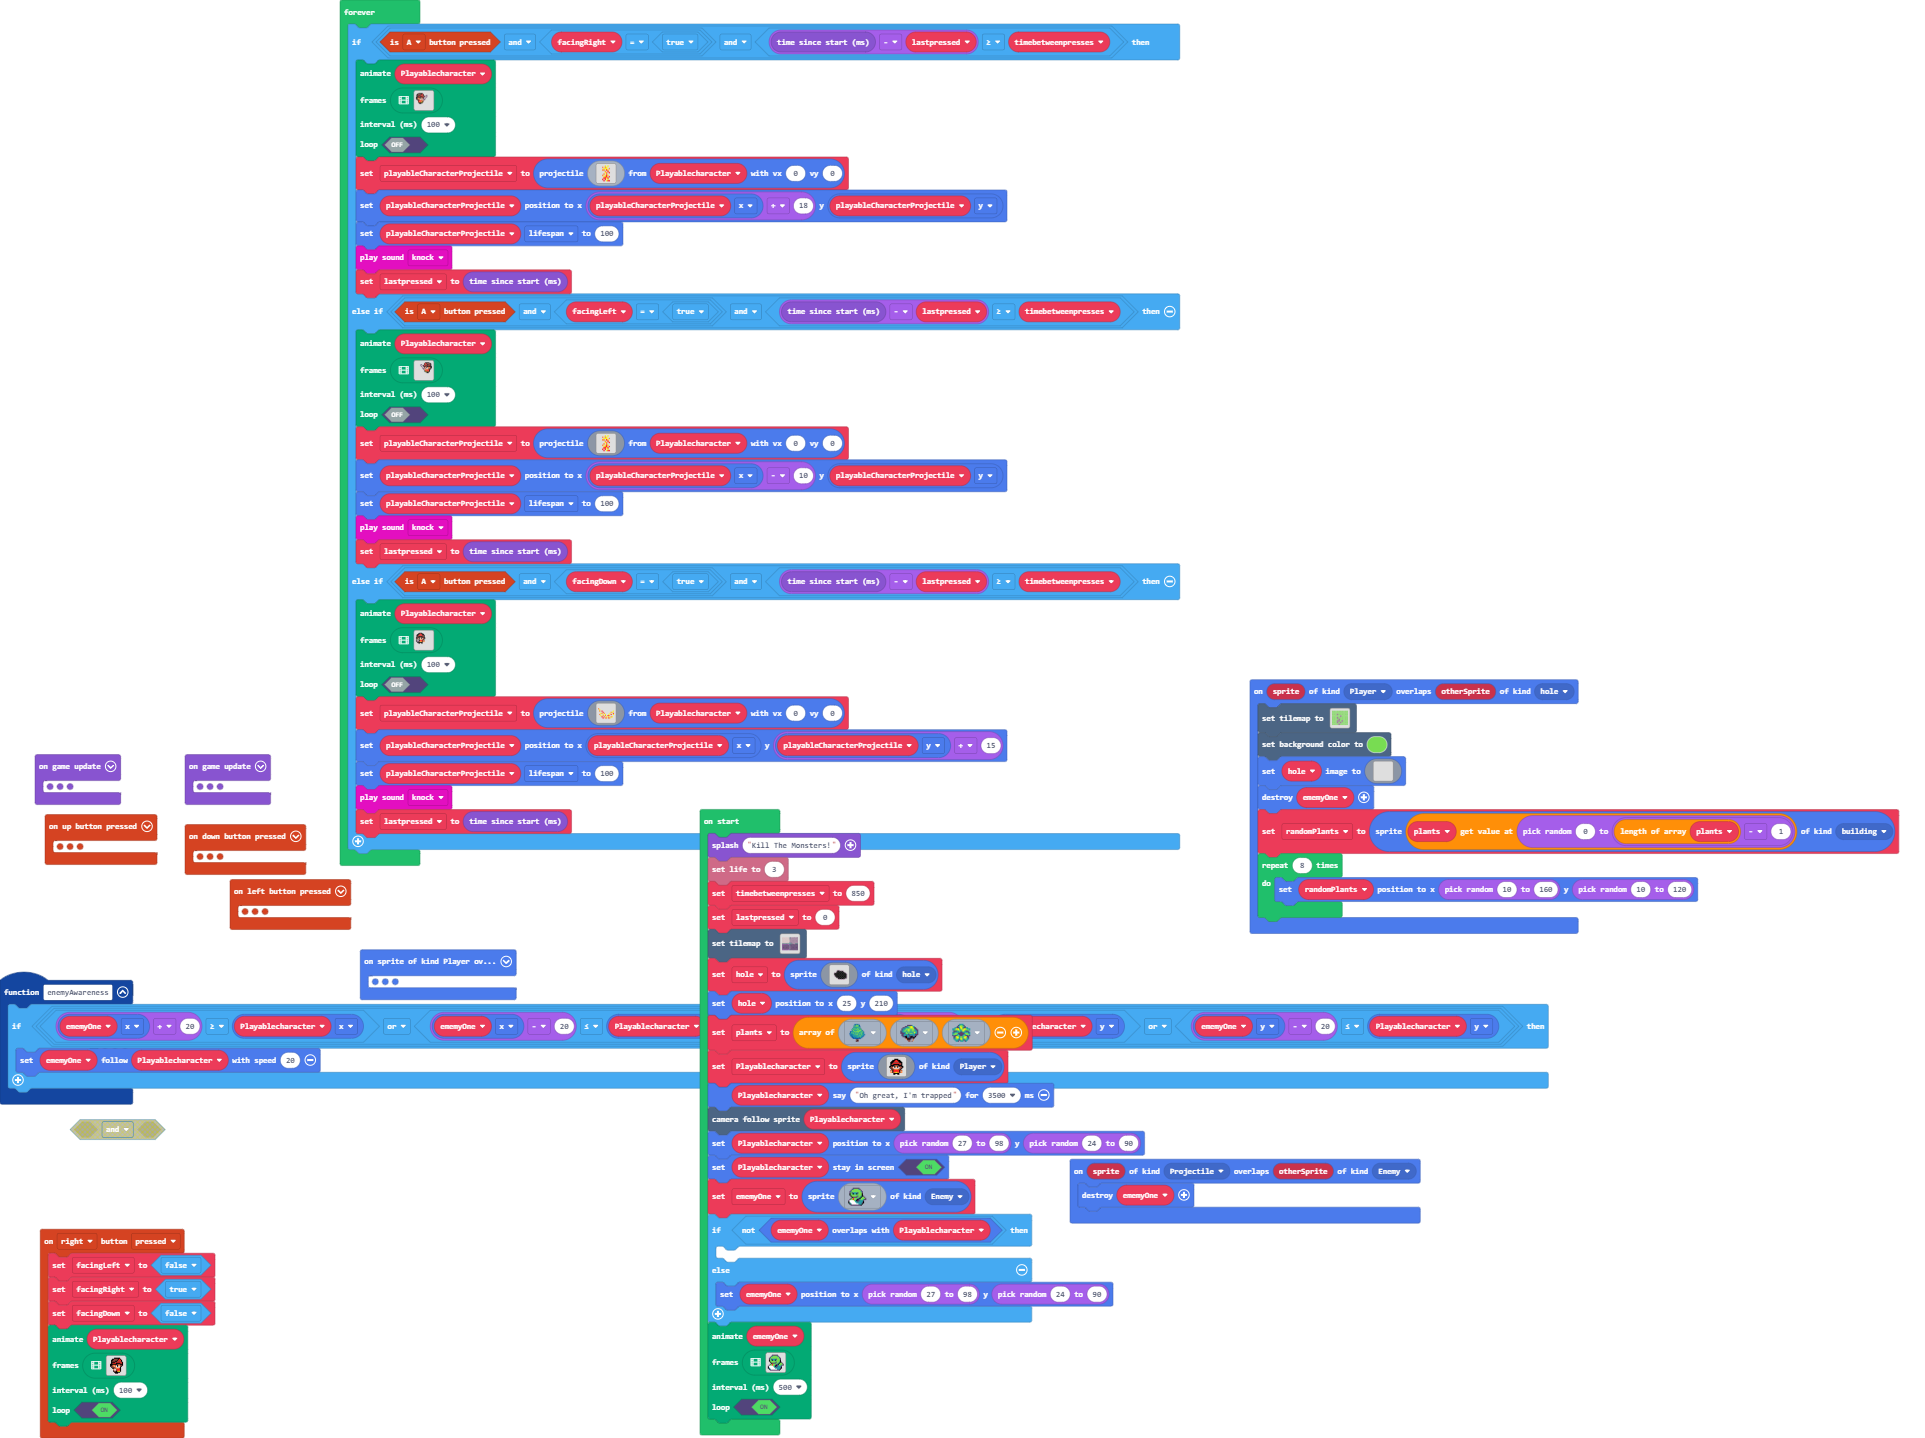 forever
if is A button pressed and facingRight = true and time since start (ms) - lastpressed ≥ timebetweenpresses then
animate Playablecharacter
frames
interval (ms) 100
loop OFF
set playableCharacterProjectile to projectile from Playablecharacter with vx 0 vy 0
set playableCharacterProjectile position to x playableCharacterProjectile x + 18 y playableCharacterProjectile y
set playableCharacterProjectile lifespan to 100
play sound knock
set lastpressed to time since start (ms)
else if is A button pressed and facingLeft = true and time since start (ms) - lastpressed ≥ timebetweenpresses then
animate Playablecharacter
frames
interval (ms) 100
loop OFF
set playableCharacterProjectile to projectile from Playablecharacter with vx 0 vy 0
set playableCharacterProjectile position to x playableCharacterProjectile x - 10 y playableCharacterProjectile y
set playableCharacterProjectile lifespan to 100
play sound knock
set lastpressed to time since start (ms)
else if is A button pressed and facingDown = true and time since start (ms) - lastpressed ≥ timebetweenpresses then
animate Playablecharacter
frames
interval (ms) 100
loop OFF
set playableCharacterProjectile to projectile from Playablecharacter with vx 0 vy 0
set playableCharacterProjectile position to x playableCharacterProjectile x y playableCharacterProjectile y + 15
set playableCharacterProjectile lifespan to 100
play sound knock
set lastpressed to time since start (ms)
on game update
on game update
on up button pressed
on down button pressed
on left button pressed
on sprite of kind Player ov...
function enemyAwareness
if enemyOne x + 20 ≥ Playablecharacter x or enemyOne x - 20 ≤ Playablecharacter echaracter y or enemyOne y - 20 ≤ Playablecharacter y then
set enemyOne follow Playablecharacter with speed 20
and
on right button pressed
set facingLeft to false
set facingRight to true
set facingDown to false
animate Playablecharacter
frames
interval (ms) 100
loop ON
on start
splash "Kill The Monsters!"
set life to 3
set timebetweenpresses to 850
set lastpressed to 0
set tilemap to
set hole to sprite of kind hole
set hole position to x 25 y 210
set plants to array of
set Playablecharacter to sprite of kind Player
Playablecharacter say "Oh great, I'm trapped" for 3500 ms
camera follow sprite Playablecharacter
set Playablecharacter position to x pick random 27 to 98 y pick random 24 to 90
set Playablecharacter stay in screen ON
set enemyOne to sprite of kind Enemy
if not enemyOne overlaps with Playablecharacter then
else
set enemyOne position to x pick random 27 to 98 y pick random 24 to 90
animate enemyOne
frames
interval (ms) 500
loop ON
on sprite of kind Player overlaps otherSprite of kind hole
set tilemap to
set background color to
set hole image to
destroy enemyOne
set randomPlants to sprite plants get value at pick random 0 to length of array plants - 1 of kind building
repeat 8 times
do set randomPlants position to x pick random 10 to 160 y pick random 10 to 120
on sprite of kind Projectile overlaps otherSprite of kind Enemy
destroy enemyOne